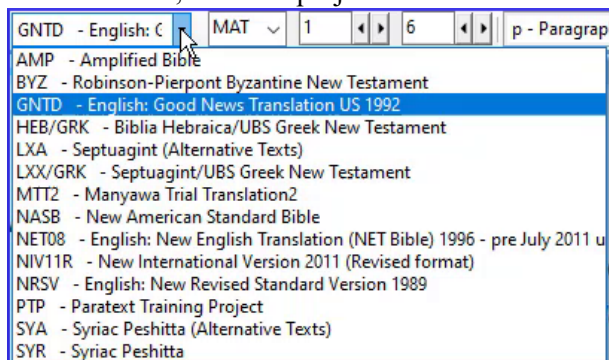 GNTD - English: G MAT 1 6 p - Paragrap
AMP - Amplified Bible
BYZ - Robinson-Pierpont Byzantine New Testament
GNTD - English: Good News Translation US 1992
HEB/GRK - Biblia Hebraica/UBS Greek New Testament
LXA - Septuagint (Alternative Texts)
LXX/GRK - Septuagint/UBS Greek New Testament
MTT2 - Manyawa Trial Translation2
NASB - New American Standard Bible
NET08 - English: New English Translation (NET Bible) 1996 - pre July 2011 u
NIV11R - New International Version 2011 (Revised format)
NRSV - English: New Revised Standard Version 1989
PTP - Paratext Training Project
SYA - Syriac Peshitta (Alternative Texts)
SYR - Syriac Peshitta